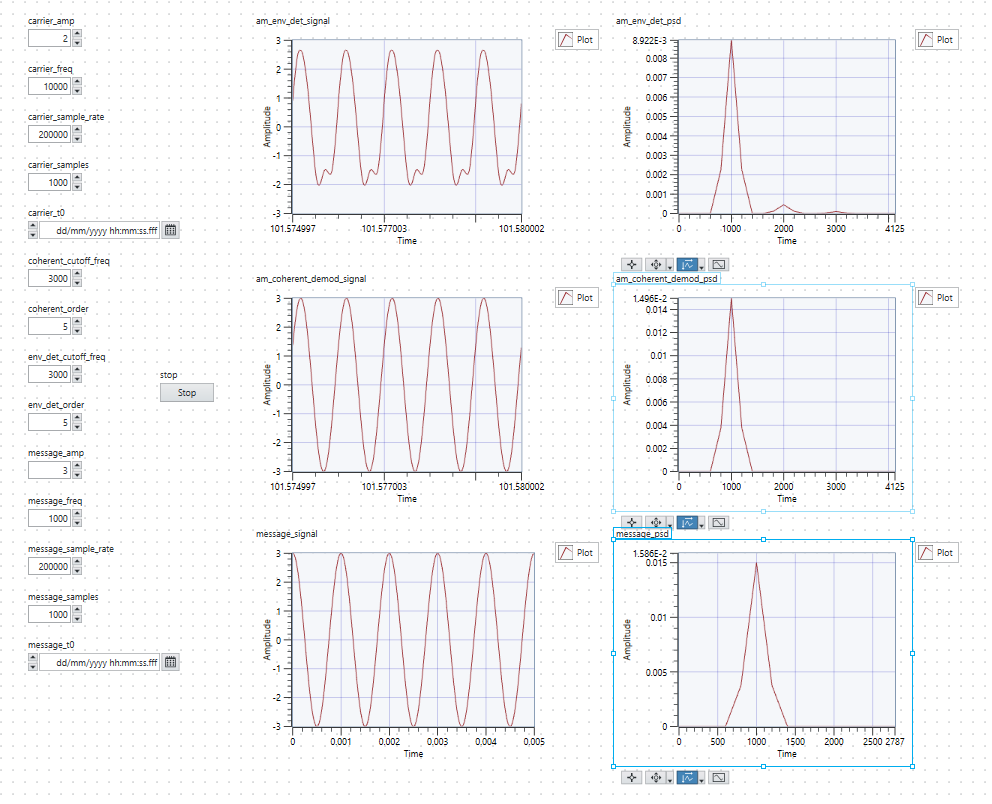 carrier_amp
2
carrier_freq
10000
carrier_sample_rate
200000
carrier_samples
1000
carrier_t0
dd/mm/yyyy hh:mm:ss.fff
coherent_cutoff_freq
3000
coherent_order
5
env_det_cutoff_freq
3000
env_det_order
5
message_amp
3
message_freq
1000
message_sample_rate
200000
message_samples
1000
message_t0
dd/mm/yyyy hh:mm:ss.fff
stop
Stop
am_env_det_signal
Plot
Amplitude
3
2
1
0
-1
-2
-3
101.574997 101.577003 101.580002
Time
am_env_det_psd
Plot
Amplitude
8.922E-3
0.008
0.007
0.006
0.005
0.004
0.003
0.002
0.001
0
0 1000 2000 3000 4125
Time
am_coherent_demod_signal
Plot
Amplitude
3
2
1
0
-1
-2
-3
101.574997 101.577003 101.580002
Time
am_coherent_demod_psd
Plot
Amplitude
1.496E-2
0.014
0.012
0.01
0.008
0.006
0.004
0.002
0
0 1000 2000 3000 4125
Time
message_signal
Plot
Amplitude
3
2
1
0
-1
-2
-3
0 0.001 0.002 0.003 0.004 0.005
Time
message_psd
Plot
Amplitude
1.586E-2
0.015
0.01
0.005
0
0 500 1000 1500 2000 2500 2787
Time